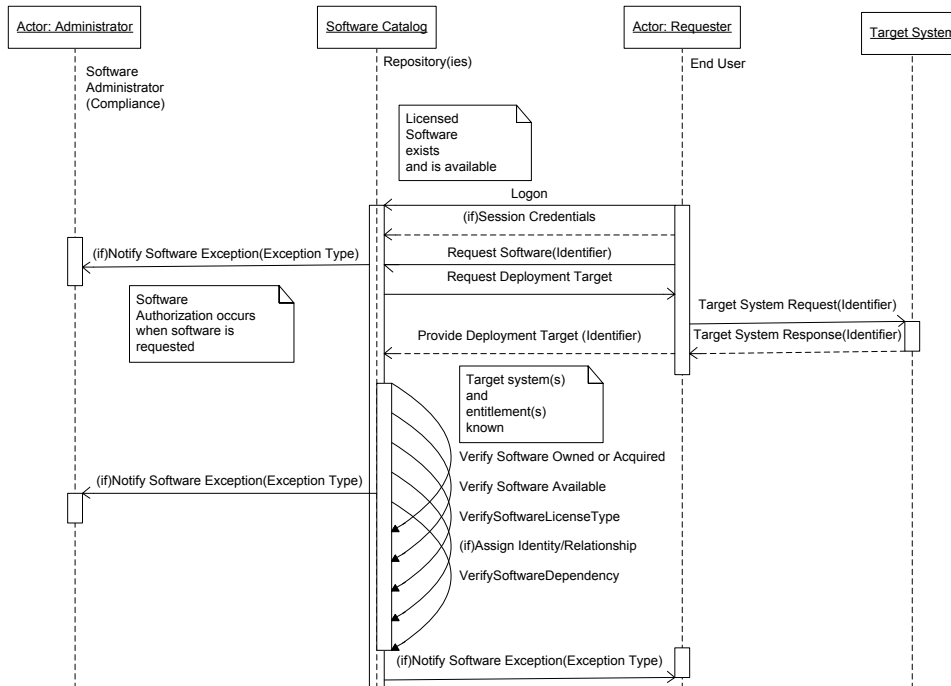 Actor: Administrator
Software Catalog
Actor: Requester
Target System
Software
Administrator
(Compliance)
Repository(ies)
End User
Licensed
Software
exists
and is available
Logon
(if)Session Credentials
(if)Notify Software Exception(Exception Type)
Request Software(Identifier)
Request Deployment Target
Software
Authorization occurs
when software is
requested
Target System Request(Identifier)
Provide Deployment Target (Identifier)
Target System Response(Identifier)
Target system(s)
and
entitlement(s)
known
Verify Software Owned or Acquired
(if)Notify Software Exception(Exception Type)
Verify Software Available
VerifySoftwareLicenseType
(if)Assign Identity/Relationship
VerifySoftwareDependency
(if)Notify Software Exception(Exception Type)